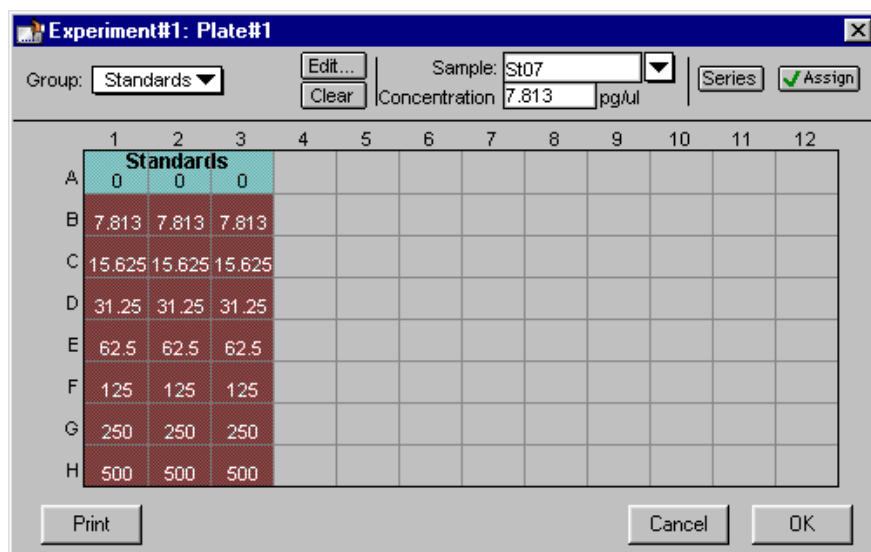 Experiment#1: Plate#1
Group: Standards Edit... Sample: St07 Series Assign
Clear Concentration 7.813 pg/ul
1 2 3 4 5 6 7 8 9 10 11 12
Standards
A 0 0 0
B 7.813 7.813 7.813
C 15.625 15.625 15.625
D 31.25 31.25 31.25
E 62.5 62.5 62.5
F 125 125 125
G 250 250 250
H 500 500 500
Print Cancel OK